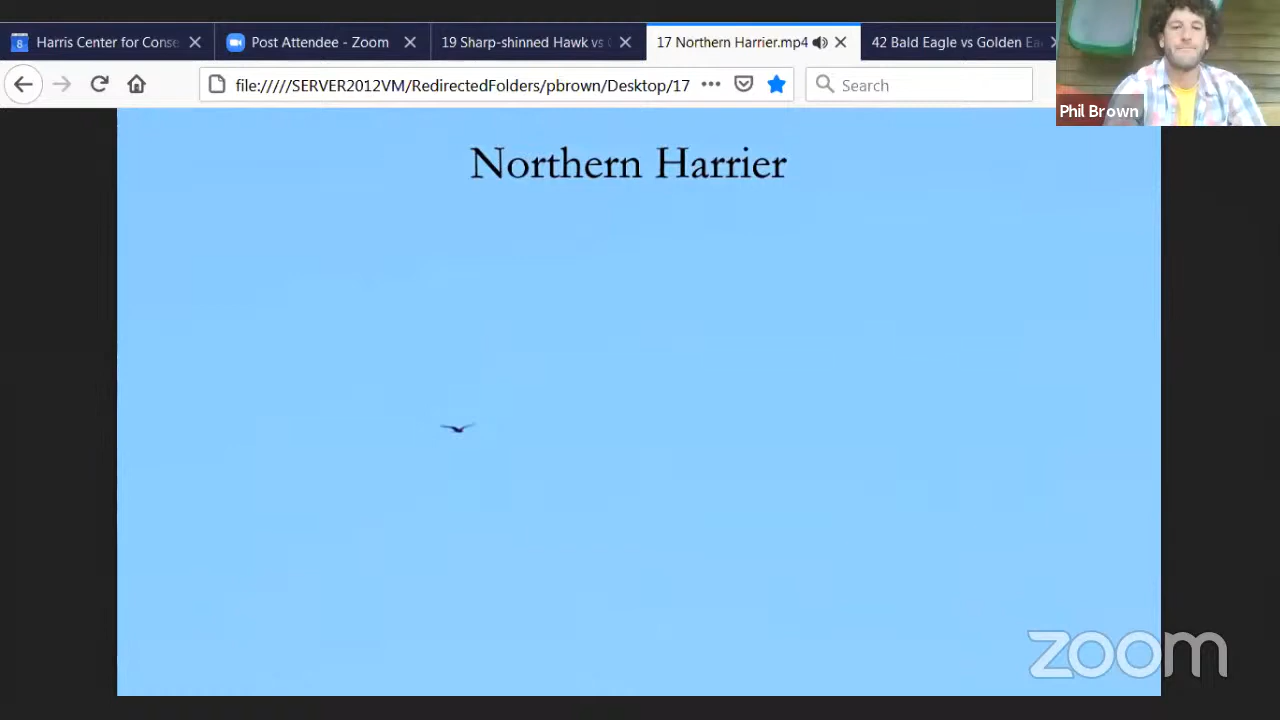 Harris Center for Conse
Post Attendee - Zoom
19 Sharp-shinned Hawk vs
17 Northern Harrier.mp4
42 Bald Eagle vs Golden Ea
file://///SERVER2012VM/RedirectedFolders/pbrown/Desktop/17
Search
Phil Brown
Northern Harrier
zoom